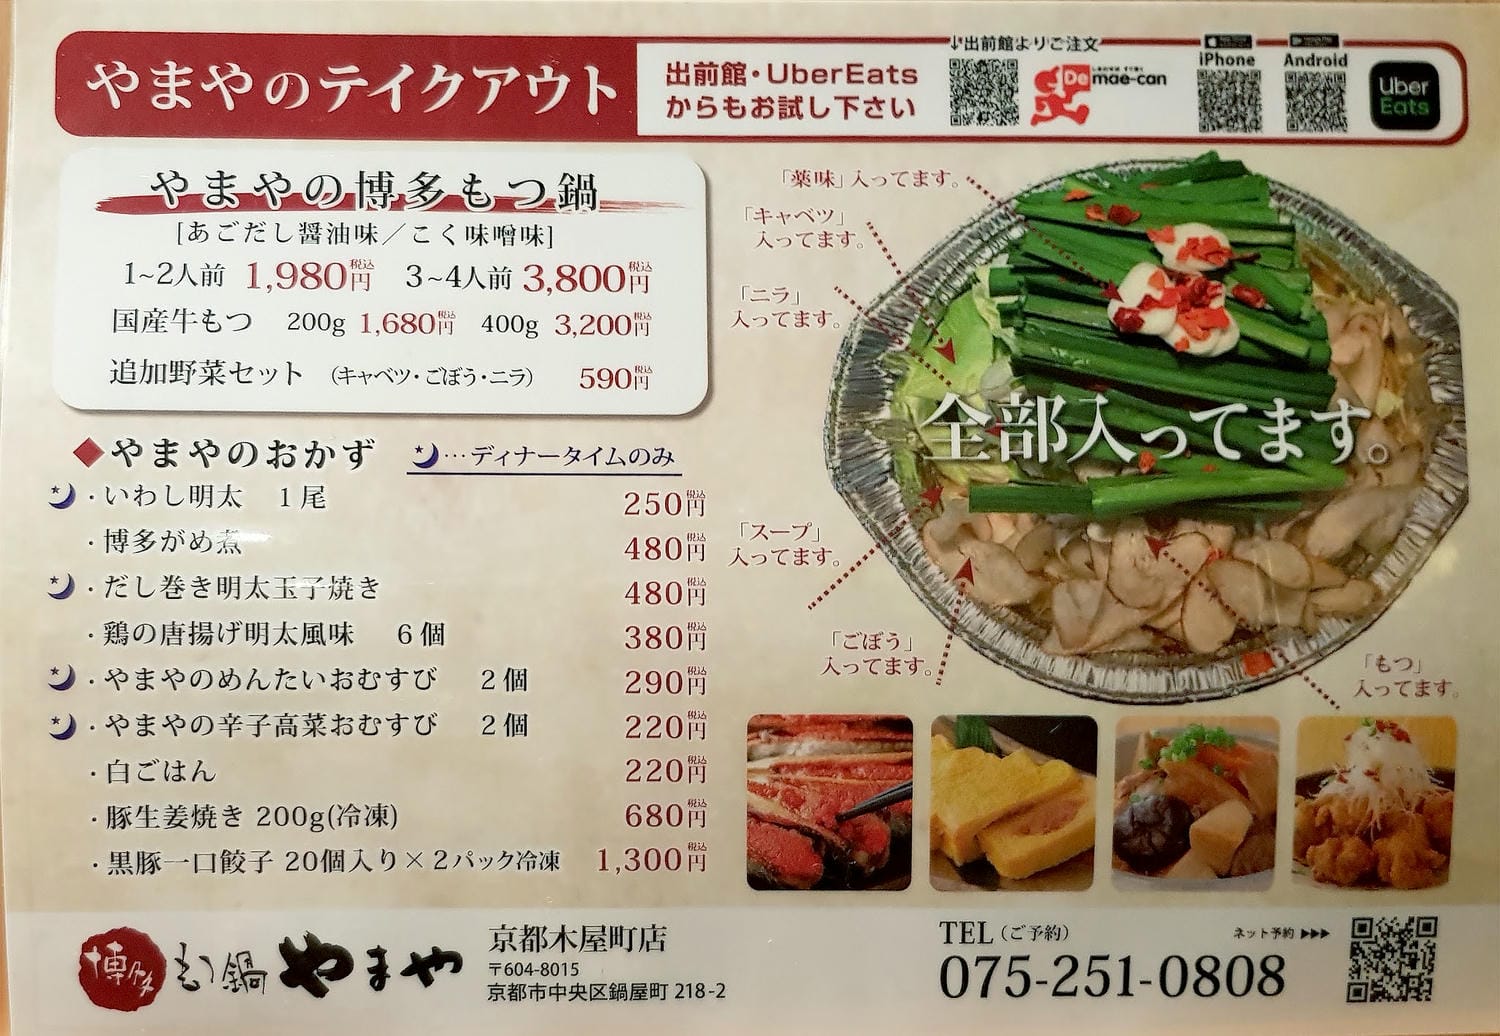 やまやのテイクアウト
出前館・UberEats
からもお試し下さい
↓出前館よりご注文
Demae-can
iPhone
Android
Uber
Eats
やまやの博多もつ鍋
[あごだし醤油味／こく味噌味]
1~2人前 1,980円税込 3~4人前 3,800円税込
国産牛もつ 200g 1,680円税込 400g 3,200円税込
追加野菜セット (キャベツ・ごぼう・ニラ) 590円税込
◆やまやのおかず …ディナータイムのみ
・いわし明太 1尾 250円税込
・博多がめ煮 480円税込
・だし巻き明太玉子焼き 480円税込
・鶏の唐揚げ明太風味 6個 380円税込
・やまやのめんたいおむすび 2個 290円税込
・やまやの辛子高菜おむすび 2個 220円税込
・白ごはん 220円税込
・豚生姜焼き 200g(冷凍) 680円税込
・黒豚一口餃子 20個入り×2パック冷凍 1,300円税込
「薬味」入ってます。
「キャベツ」
入ってます。
「ニラ」
入ってます。
全部入ってます。
「スープ」
入ってます。
「ごぼう」
入ってます。
「もつ」
入ってます。
博多 もつ鍋 やまや
京都木屋町店
〒604-8015
京都市中央区鍋屋町 218-2
TEL(ご予約)
075-251-0808
ネット予約 ▶▶▶